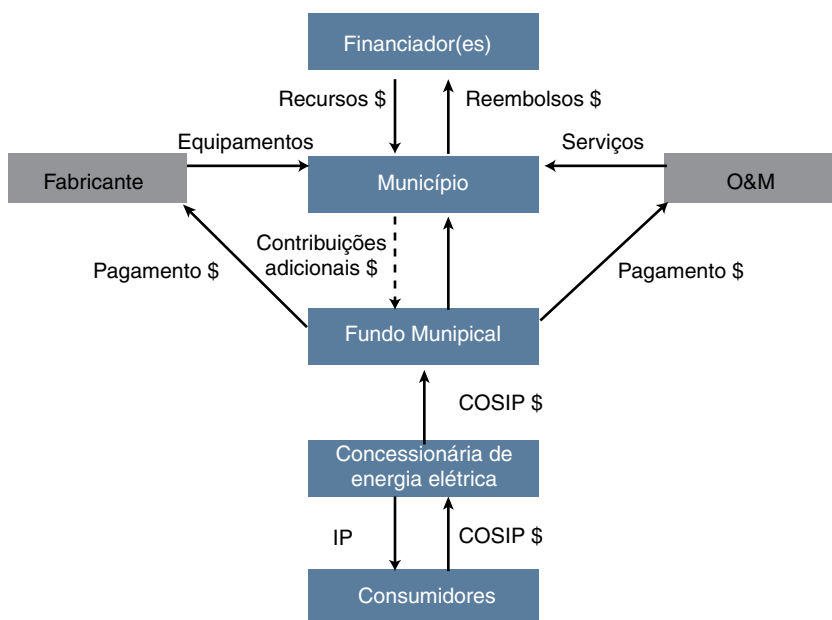 Financiador(es)
Recursos $
Reembolsos $
Equipamentos
Serviços
Fabricante
Município
O&M
Contribuições
adicionais $
Pagamento $
Pagamento $
Fundo Munipical
COSIP $
Concessionária de
energia elétrica
IP
COSIP $
Consumidores